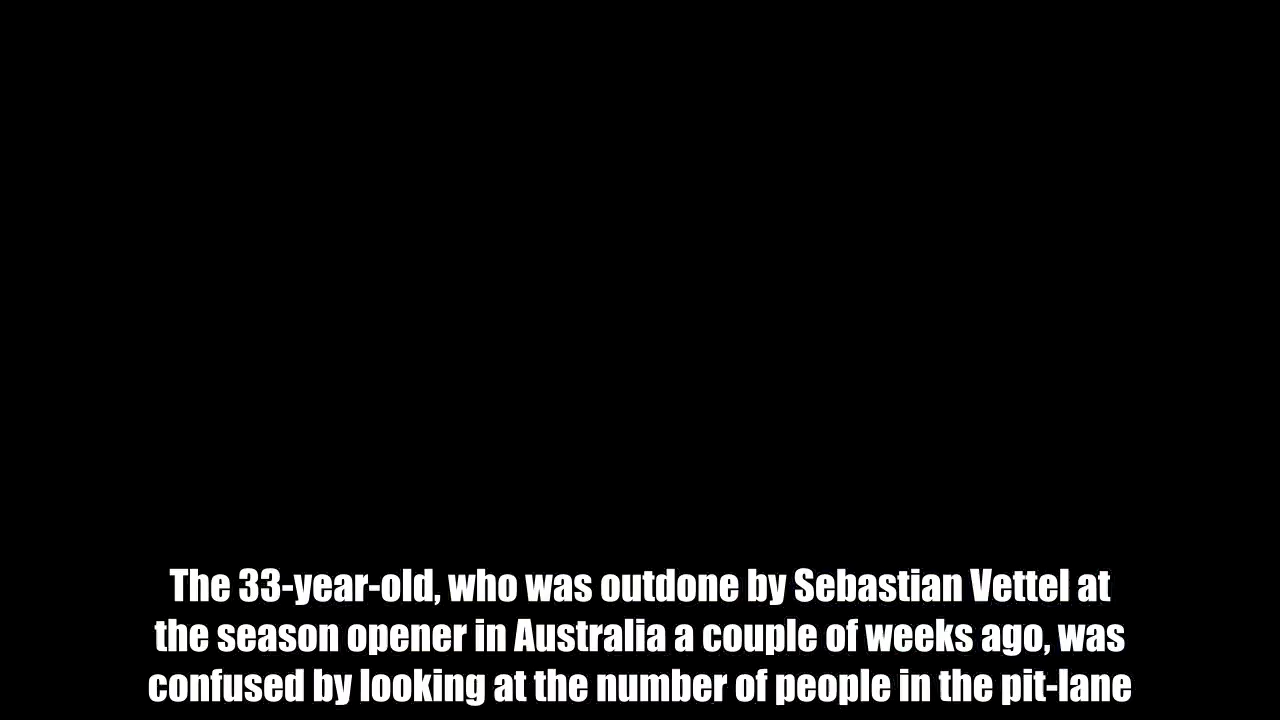 The 33-year-old, who was outdone by Sebastian Vettel at
the season opener in Australia a couple of weeks ago, was
confused by looking at the number of people in the pit-lane